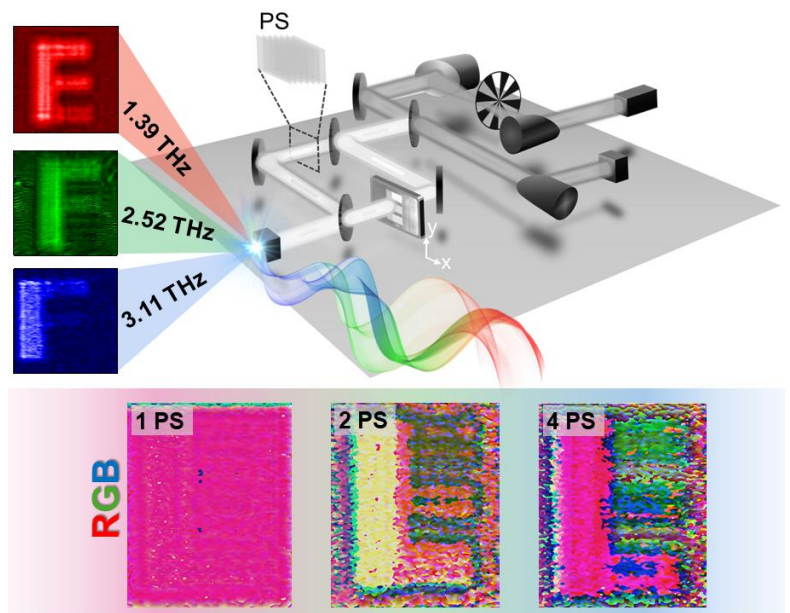 PS
1.39 THz
2.52 THz
3.11 THz
y
x
RGB
1 PS
2 PS
4 PS